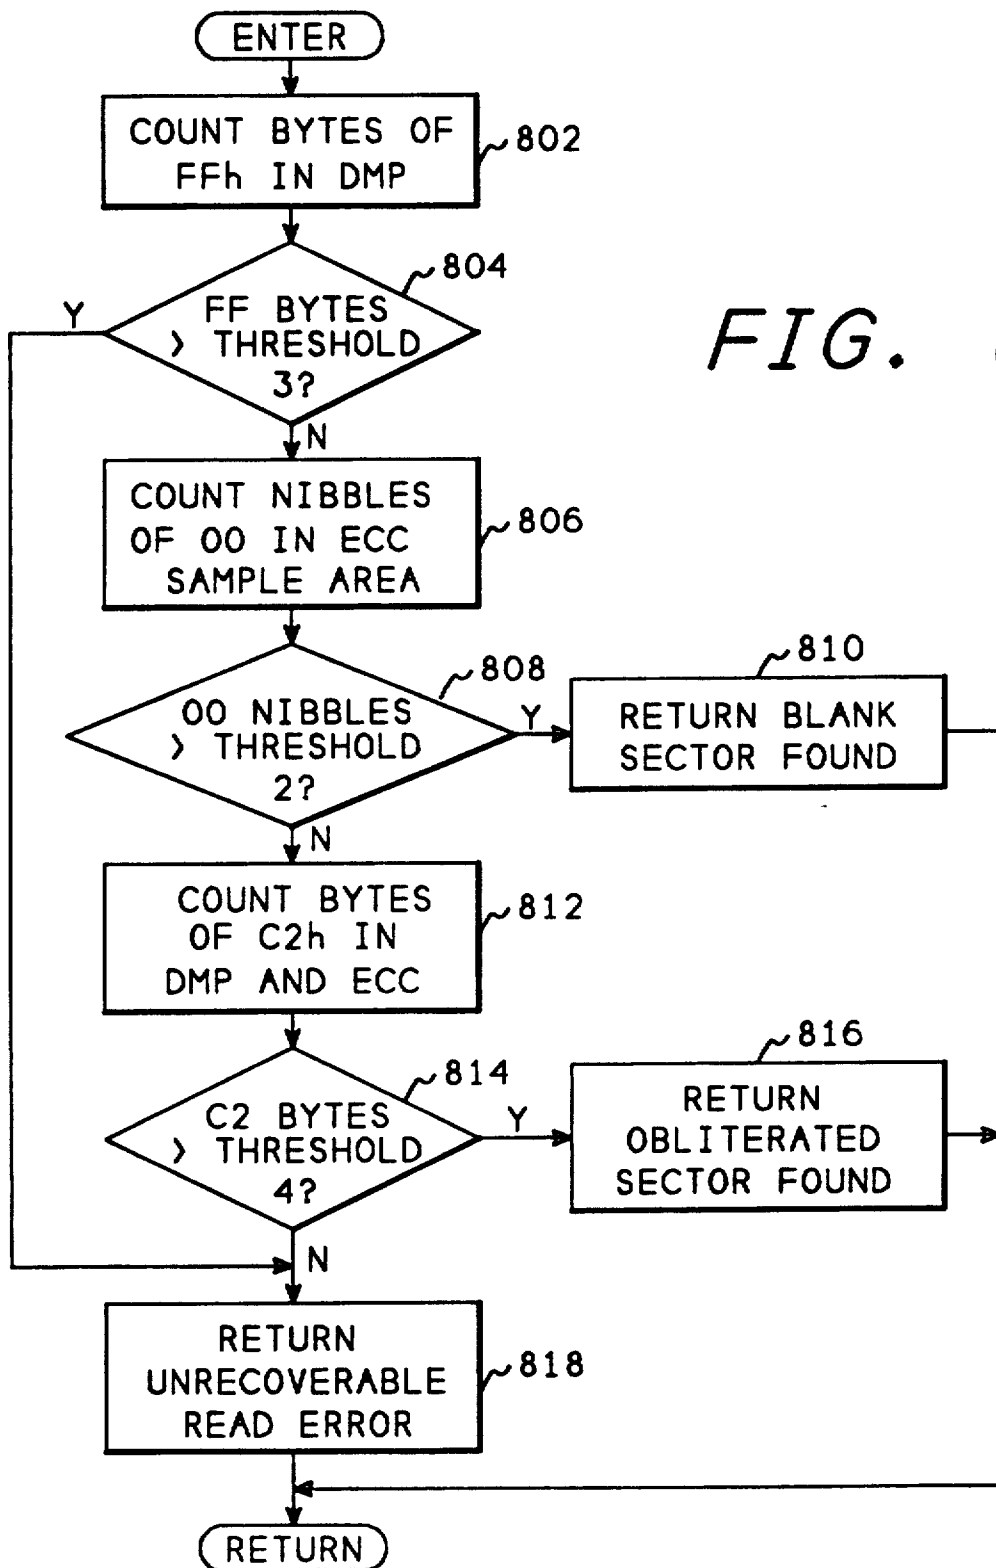 ENTER
COUNT BYTES OF
FFh IN DMP
802
804
Y
FF BYTES
> THRESHOLD
3?
FIG.
N
COUNT NIBBLES
OF 00 IN ECC
SAMPLE AREA
806
808
00 NIBBLES
> THRESHOLD
2?
Y
810
RETURN BLANK
SECTOR FOUND
N
COUNT BYTES
OF C2h IN
DMP AND ECC
812
814
C2 BYTES
> THRESHOLD
4?
Y
816
RETURN
OBLITERATED
SECTOR FOUND
N
RETURN
UNRECOVERABLE
READ ERROR
818
RETURN